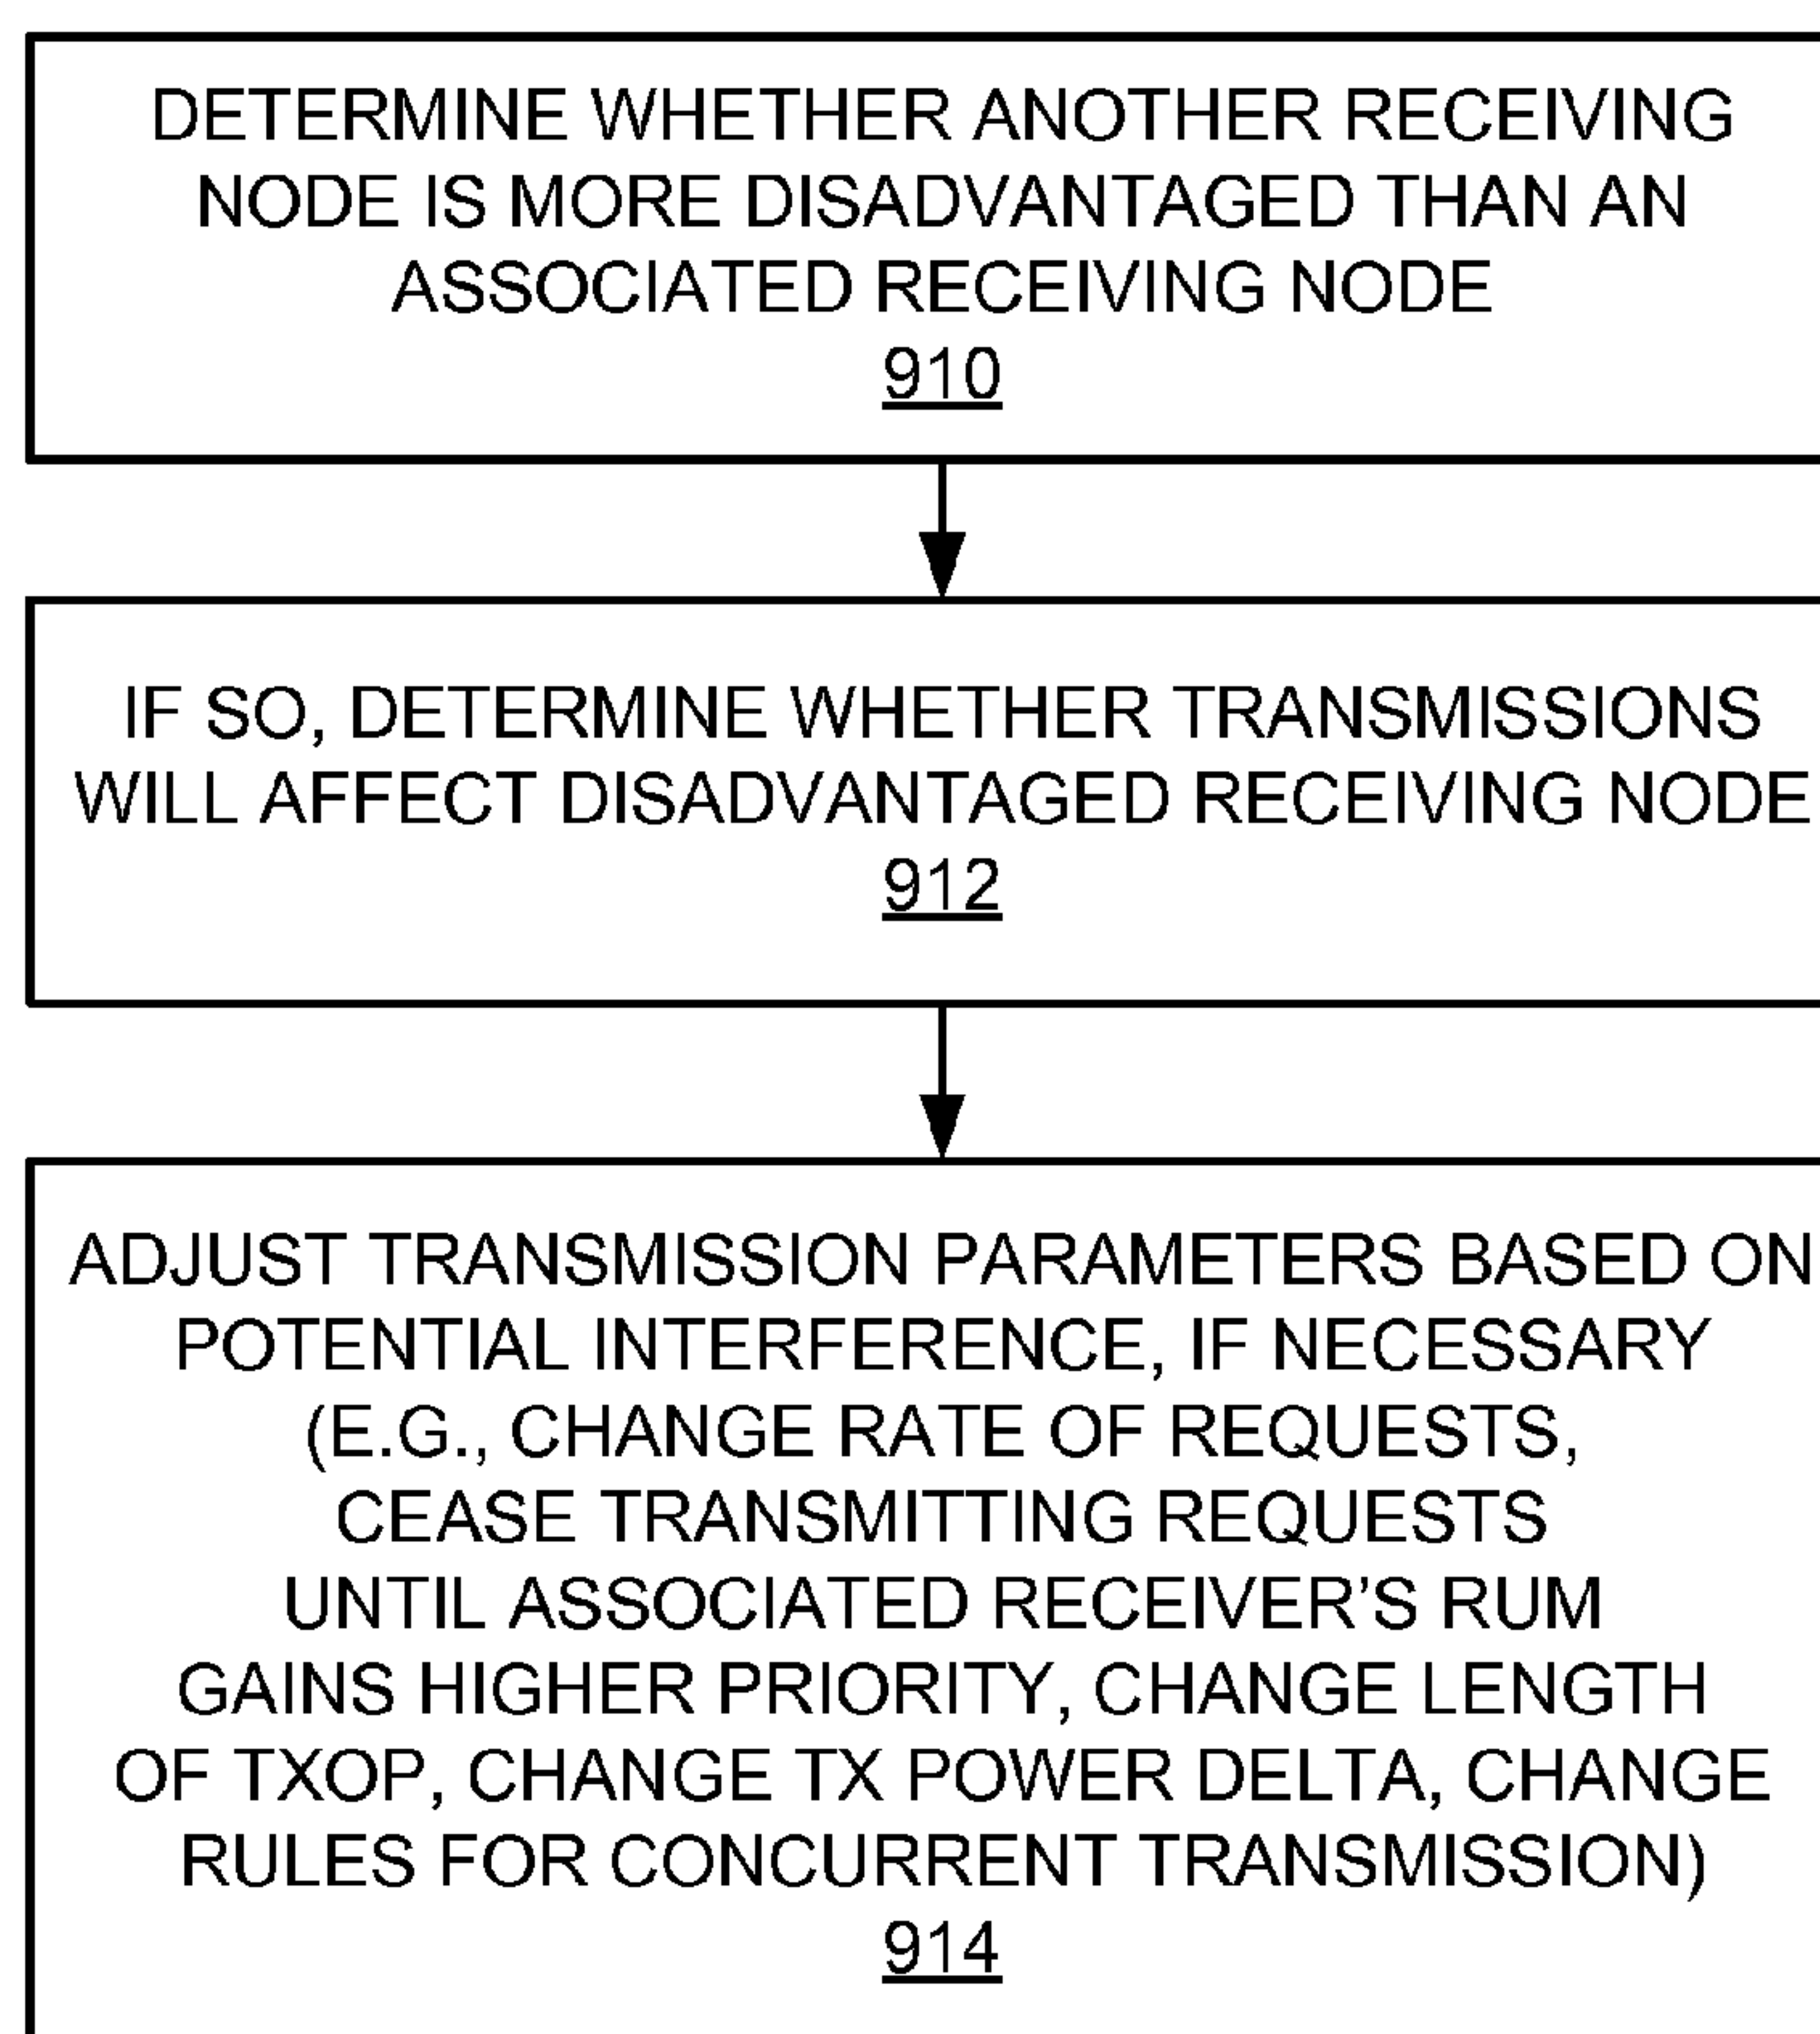 DETERMINE WHETHER ANOTHER RECEIVING
NODE IS MORE DISADVANTAGED THAN AN
ASSOCIATED RECEIVING NODE
910
IF SO, DETERMINE WHETHER TRANSMISSIONS
WILL AFFECT DISADVANTAGED RECEIVING NODE
912
ADJUST TRANSMISSION PARAMETERS BASED ON
POTENTIAL INTERFERENCE, IF NECESSARY
(E.G., CHANGE RATE OF REQUESTS,
CEASE TRANSMITTING REQUESTS
UNTIL ASSOCIATED RECEIVER'S RUM
GAINS HIGHER PRIORITY, CHANGE LENGTH
OF TXOP, CHANGE TX POWER DELTA, CHANGE
RULES FOR CONCURRENT TRANSMISSION)
914